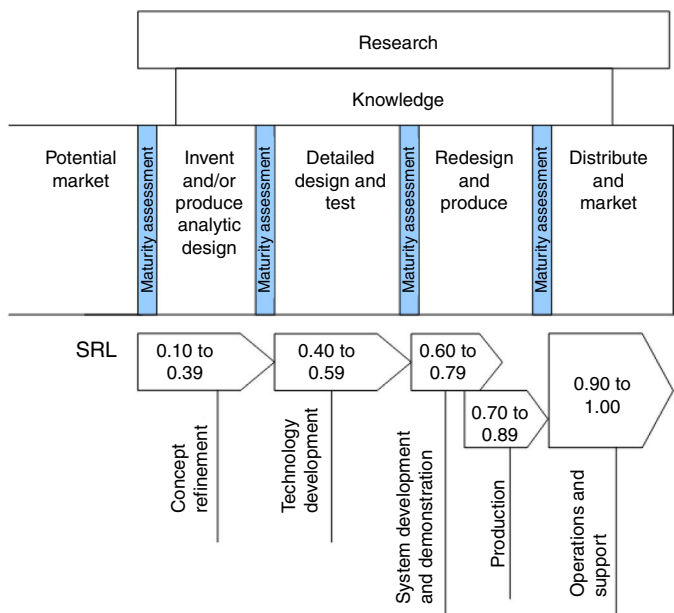 Research
Knowledge
Potential
market
Maturity assessment
Invent
and/or
produce
analytic
design
Maturity assessment
Detailed
design and
test
Maturity assessment
Redesign
and
produce
Maturity assessment
Distribute
and
market
SRL
0.10 to
0.39
0.40 to
0.59
0.60 to
0.79
0.70 to
0.89
0.90 to
1.00
Concept
refinement
Technology
development
System development
and demonstration
Production
Operations and
support